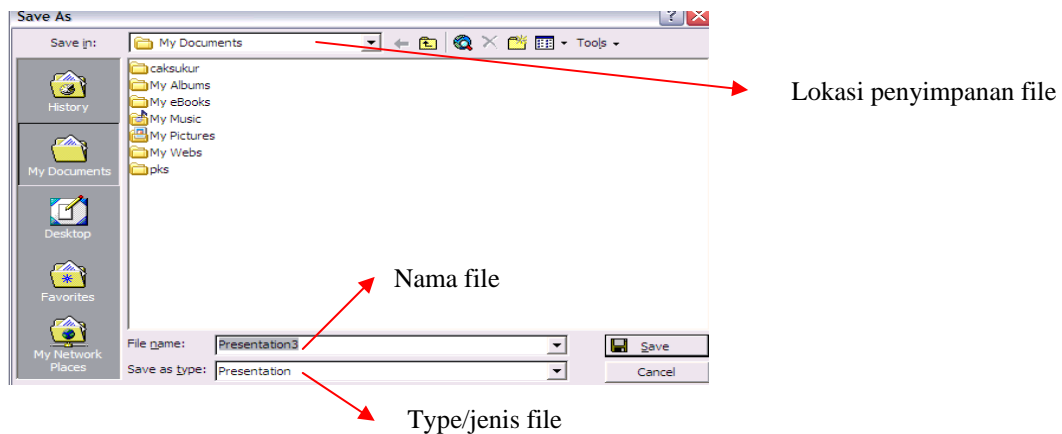 Save As
Save in: My Documents Tools
Lokasi penyimpanan file
History
My Documents
Desktop
Favorites
My Network
Places
caksukur
My Albums
My eBooks
My Music
My Pictures
My Webs
pks
Nama file
File name: Presentation3 Save
Save as type: Presentation Cancel
Type/jenis file